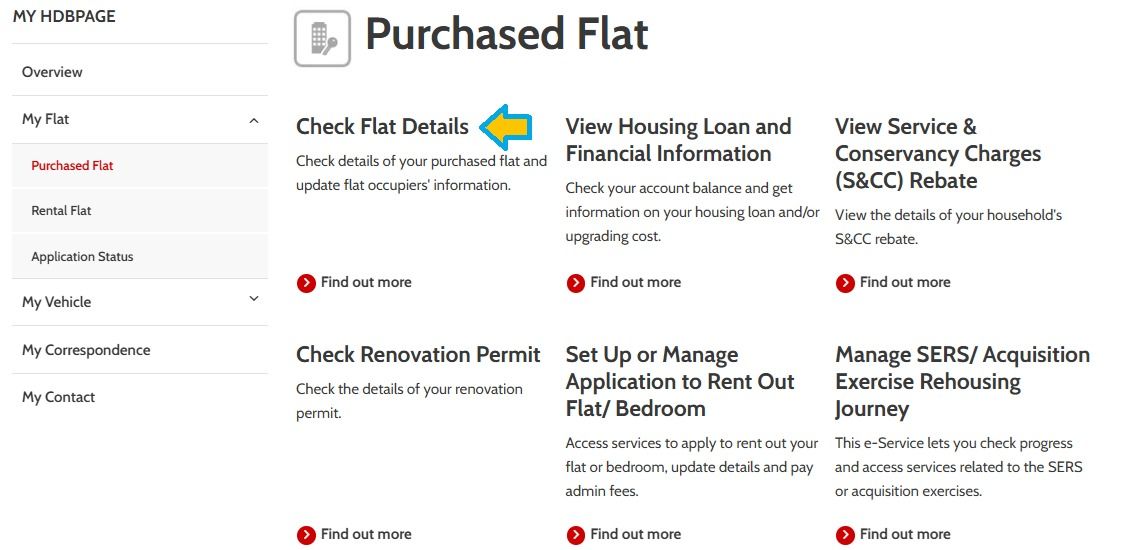 MY HDBPAGE
Overview
My Flat
Purchased Flat
Rental Flat
Application Status
My Vehicle
My Correspondence
My Contact
Purchased Flat
Check Flat Details
Check details of your purchased flat and
update flat occupiers' information.
Find out more
View Housing Loan and
Financial Information
Check your account balance and get
information on your housing loan and/or
upgrading cost.
Find out more
View Service &
Conservancy Charges
(S&CC) Rebate
View the details of your household's
S&CC rebate.
Find out more
Check Renovation Permit
Check the details of your renovation
permit.
Find out more
Set Up or Manage
Application to Rent Out
Flat/ Bedroom
Access services to apply to rent out your
flat or bedroom, update details and pay
admin fees.
Find out more
Manage SERS/ Acquisition
Exercise Rehousing
Journey
This e-Service lets you check progress
and access services related to the SERS
or acquisition exercises.
Find out more